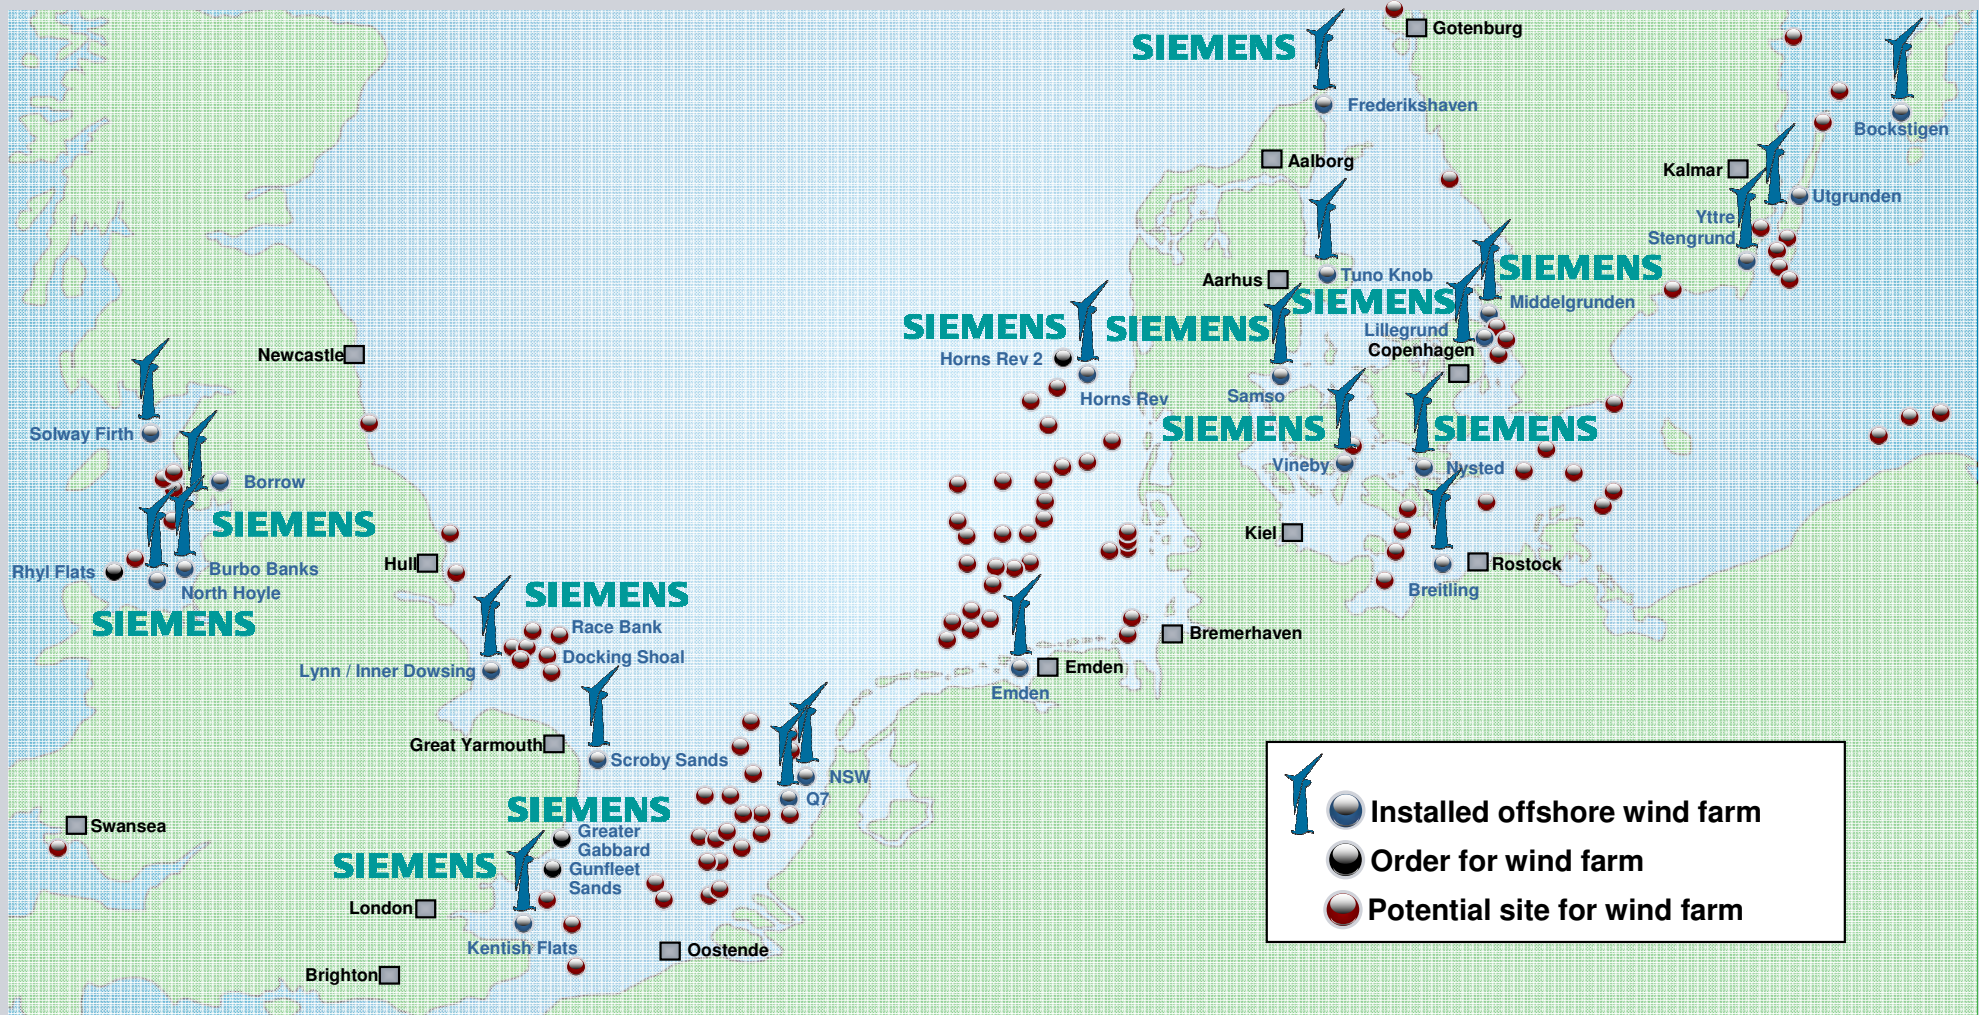 Gotenburg
SIEMENS
Frederikshaven
Bockstigen
Aalborg
Kalmar
Utgrunden
Yttre
Stengrund
SIEMENS
Aarhus
Tuno Knob
SIEMENS
Middelgrunden
SIEMENS
SIEMENS
Lillegrund
Copenhagen
Newcastle
Horns Rev 2
Horns Rev
Samso
Solway Firth
SIEMENS
SIEMENS
Vineby
Nysted
Borrow
SIEMENS
Kiel
Hull
Rostock
Rhyl Flats
Burbo Banks
North Hoyle
Breitling
SIEMENS
SIEMENS
Race Bank
Bremerhaven
Docking Shoal
Lynn / Inner Dowsing
Emden
Emden
Great Yarmouth
Scroby Sands
NSW
Q7
SIEMENS
Swansea
Greater
Gabbard
SIEMENS
Gunfleet
Sands
London
Kentish Flats
Oostende
Brighton
Installed offshore wind farm
Order for wind farm
Potential site for wind farm